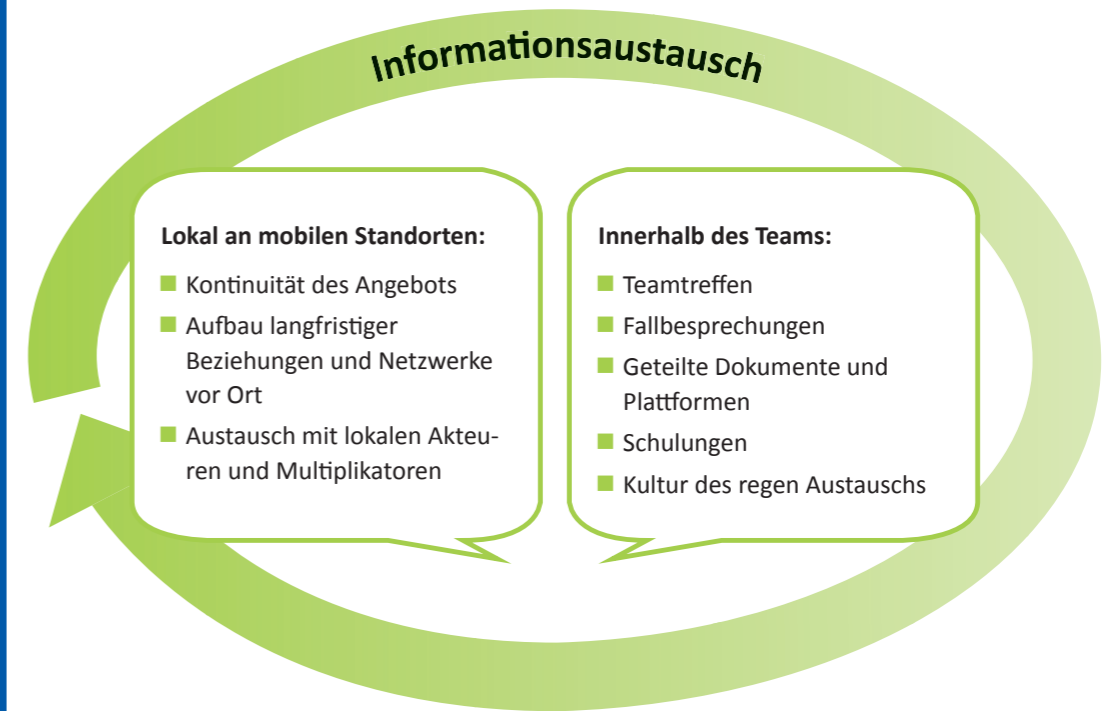 Informationsaustausch
Lokal an mobilen Standorten:
Kontinuität des Angebots
Aufbau langfristiger
Beziehungen und Netzwerke
vor Ort
Austausch mit lokalen Akteu-
ren und Multiplikatoren
Innerhalb des Teams:
Teamtreffen
Fallbesprechungen
Geteilte Dokumente und
Plattformen
Schulungen
Kultur des regen Austauschs